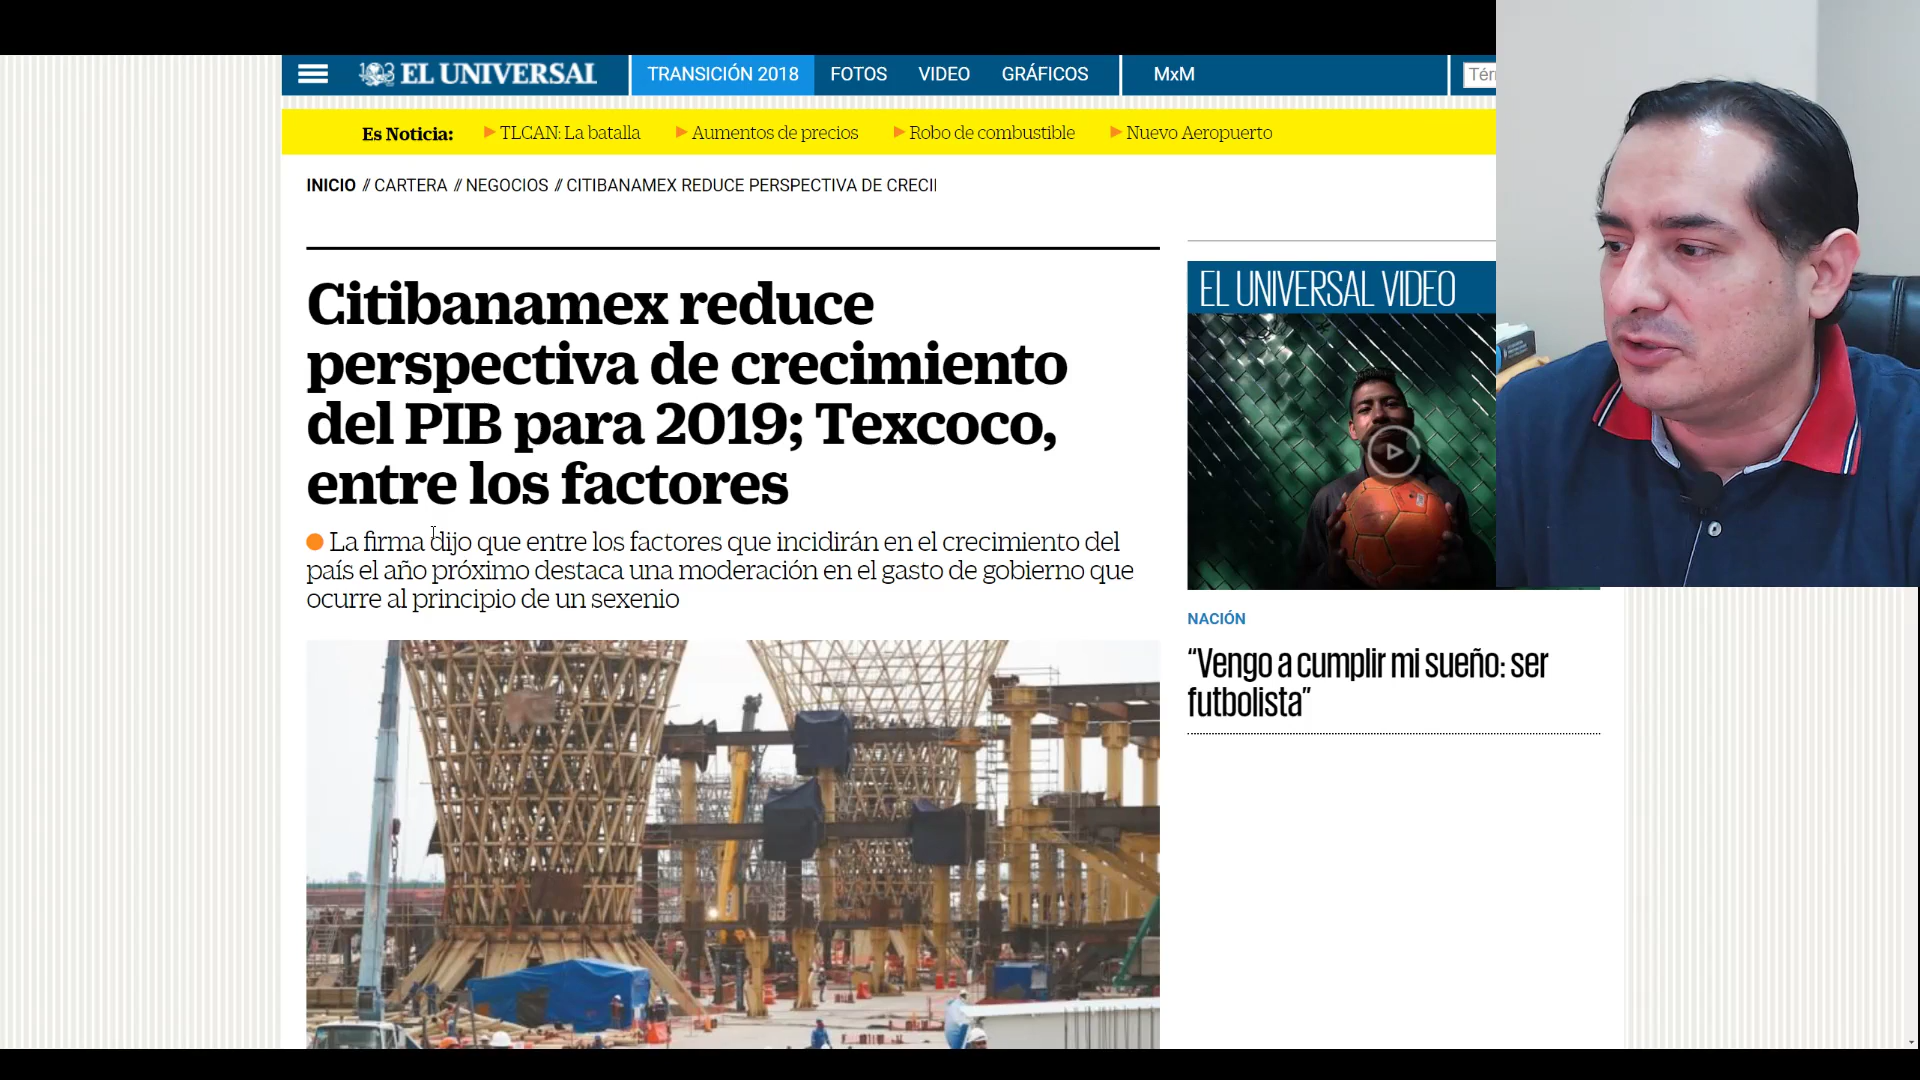 EL UNIVERSAL
TRANSICIÓN 2018 FOTOS VIDEO GRÁFICOS MxM
Es Noticia: TLCAN: La batalla Aumentos de precios Robo de combustible Nuevo Aeropuerto
INICIO // CARTERA // NEGOCIOS // CITIBANAMEX REDUCE PERSPECTIVA DE
Citibanamex reduce
perspectiva de crecimiento
del PIB para 2019; Texcoco,
entre los factores
La firma dijo que entre los factores que incidirán en el crecimiento del
país el año próximo destaca una moderación en el gasto de gobierno que
ocurre al principio de un sexenio
EL UNIVERSAL VIDEO
NACIÓN
“Vengo a cumplir mi sueño: ser
futbolista”